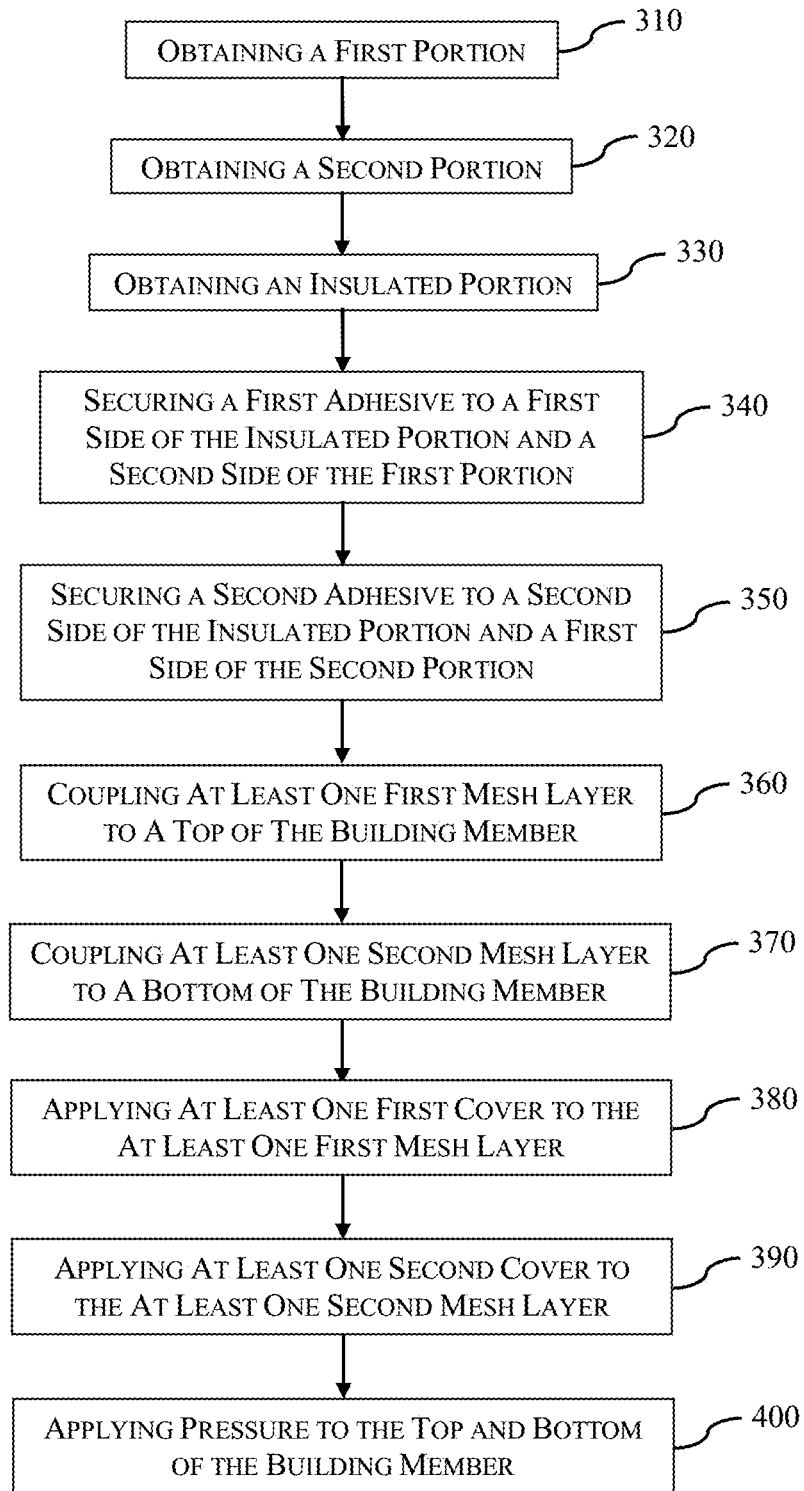 OBTAINING A FIRST PORTION
310
OBTAINING A SECOND PORTION
320
OBTAINING AN INSULATED PORTION
330
SECURING A FIRST ADHESIVE TO A FIRST
SIDE OF THE INSULATED PORTION AND A
SECOND SIDE OF THE FIRST PORTION
340
SECURING A SECOND ADHESIVE TO A SECOND
SIDE OF THE INSULATED PORTION AND A FIRST
SIDE OF THE SECOND PORTION
350
COUPLING AT LEAST ONE FIRST MESH LAYER
TO A TOP OF THE BUILDING MEMBER
360
COUPLING AT LEAST ONE SECOND MESH LAYER
TO A BOTTOM OF THE BUILDING MEMBER
370
APPLYING AT LEAST ONE FIRST COVER TO THE
AT LEAST ONE FIRST MESH LAYER
380
APPLYING AT LEAST ONE SECOND COVER TO
THE AT LEAST ONE SECOND MESH LAYER
390
APPLYING PRESSURE TO THE TOP AND BOTTOM
OF THE BUILDING MEMBER
400